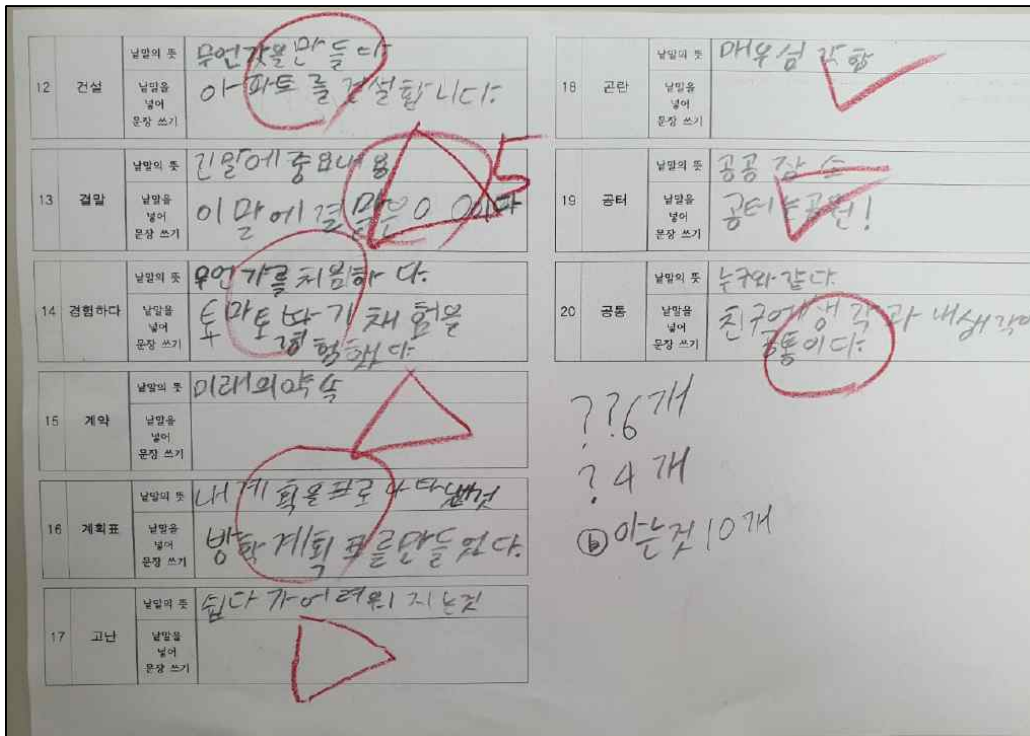 12 건설
낱말의 뜻 무언갓을 만들다
낱말을 넣어 문장 쓰기 아파트를 건설합니다.
13 결말
낱말의 뜻 긴말에 중요내용
낱말을 넣어 문장 쓰기 이 말에 결말은 O O이다
5
14 경험하다
낱말의 뜻 무언가를 처음하다.
낱말을 넣어 문장 쓰기 토마토 따기 채험을
경험했다.
15 계약
낱말의 뜻 미래의 약속
낱말을 넣어 문장 쓰기
16 계획표
낱말의 뜻 내 계획을 표로 나타낸것
낱말을 넣어 문장 쓰기 방학 계획표를 만들었다.
17 고난
낱말의 뜻 쉽다가 어려워 지는것
낱말을 넣어 문장 쓰기
18 곤란
낱말의 뜻 매우 심각함
낱말을 넣어 문장 쓰기
19 공터
낱말의 뜻 공공 장소
낱말을 넣어 문장 쓰기 공터는 공원!
20 공통
낱말의 뜻 누구와 같다.
낱말을 넣어 문장 쓰기 친구에 생각과 내생각이
공통이다.
??6개
?4개
아는것 10개